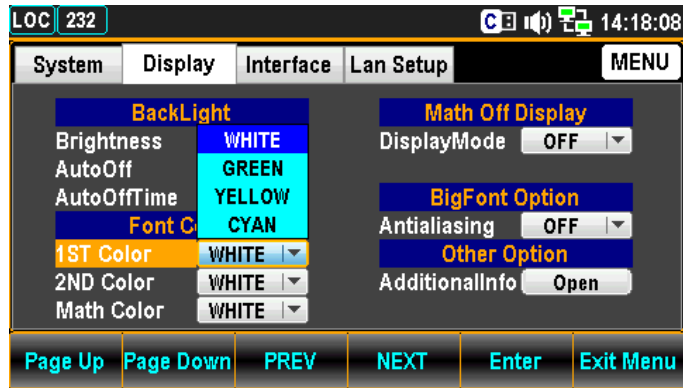 LOC 232 C 14:18:08
System Display Interface Lan Setup MENU
BackLight
Brightness
AutoOff
AutoOffTime
WHITE
GREEN
YELLOW
CYAN
Font C
1ST Color WHITE
2ND Color WHITE
Math Color WHITE
Math Off Display
DisplayMode OFF
BigFont Option
Antialiasing OFF
Other Option
AdditionalInfo Open
Page Up Page Down PREV NEXT Enter Exit Menu